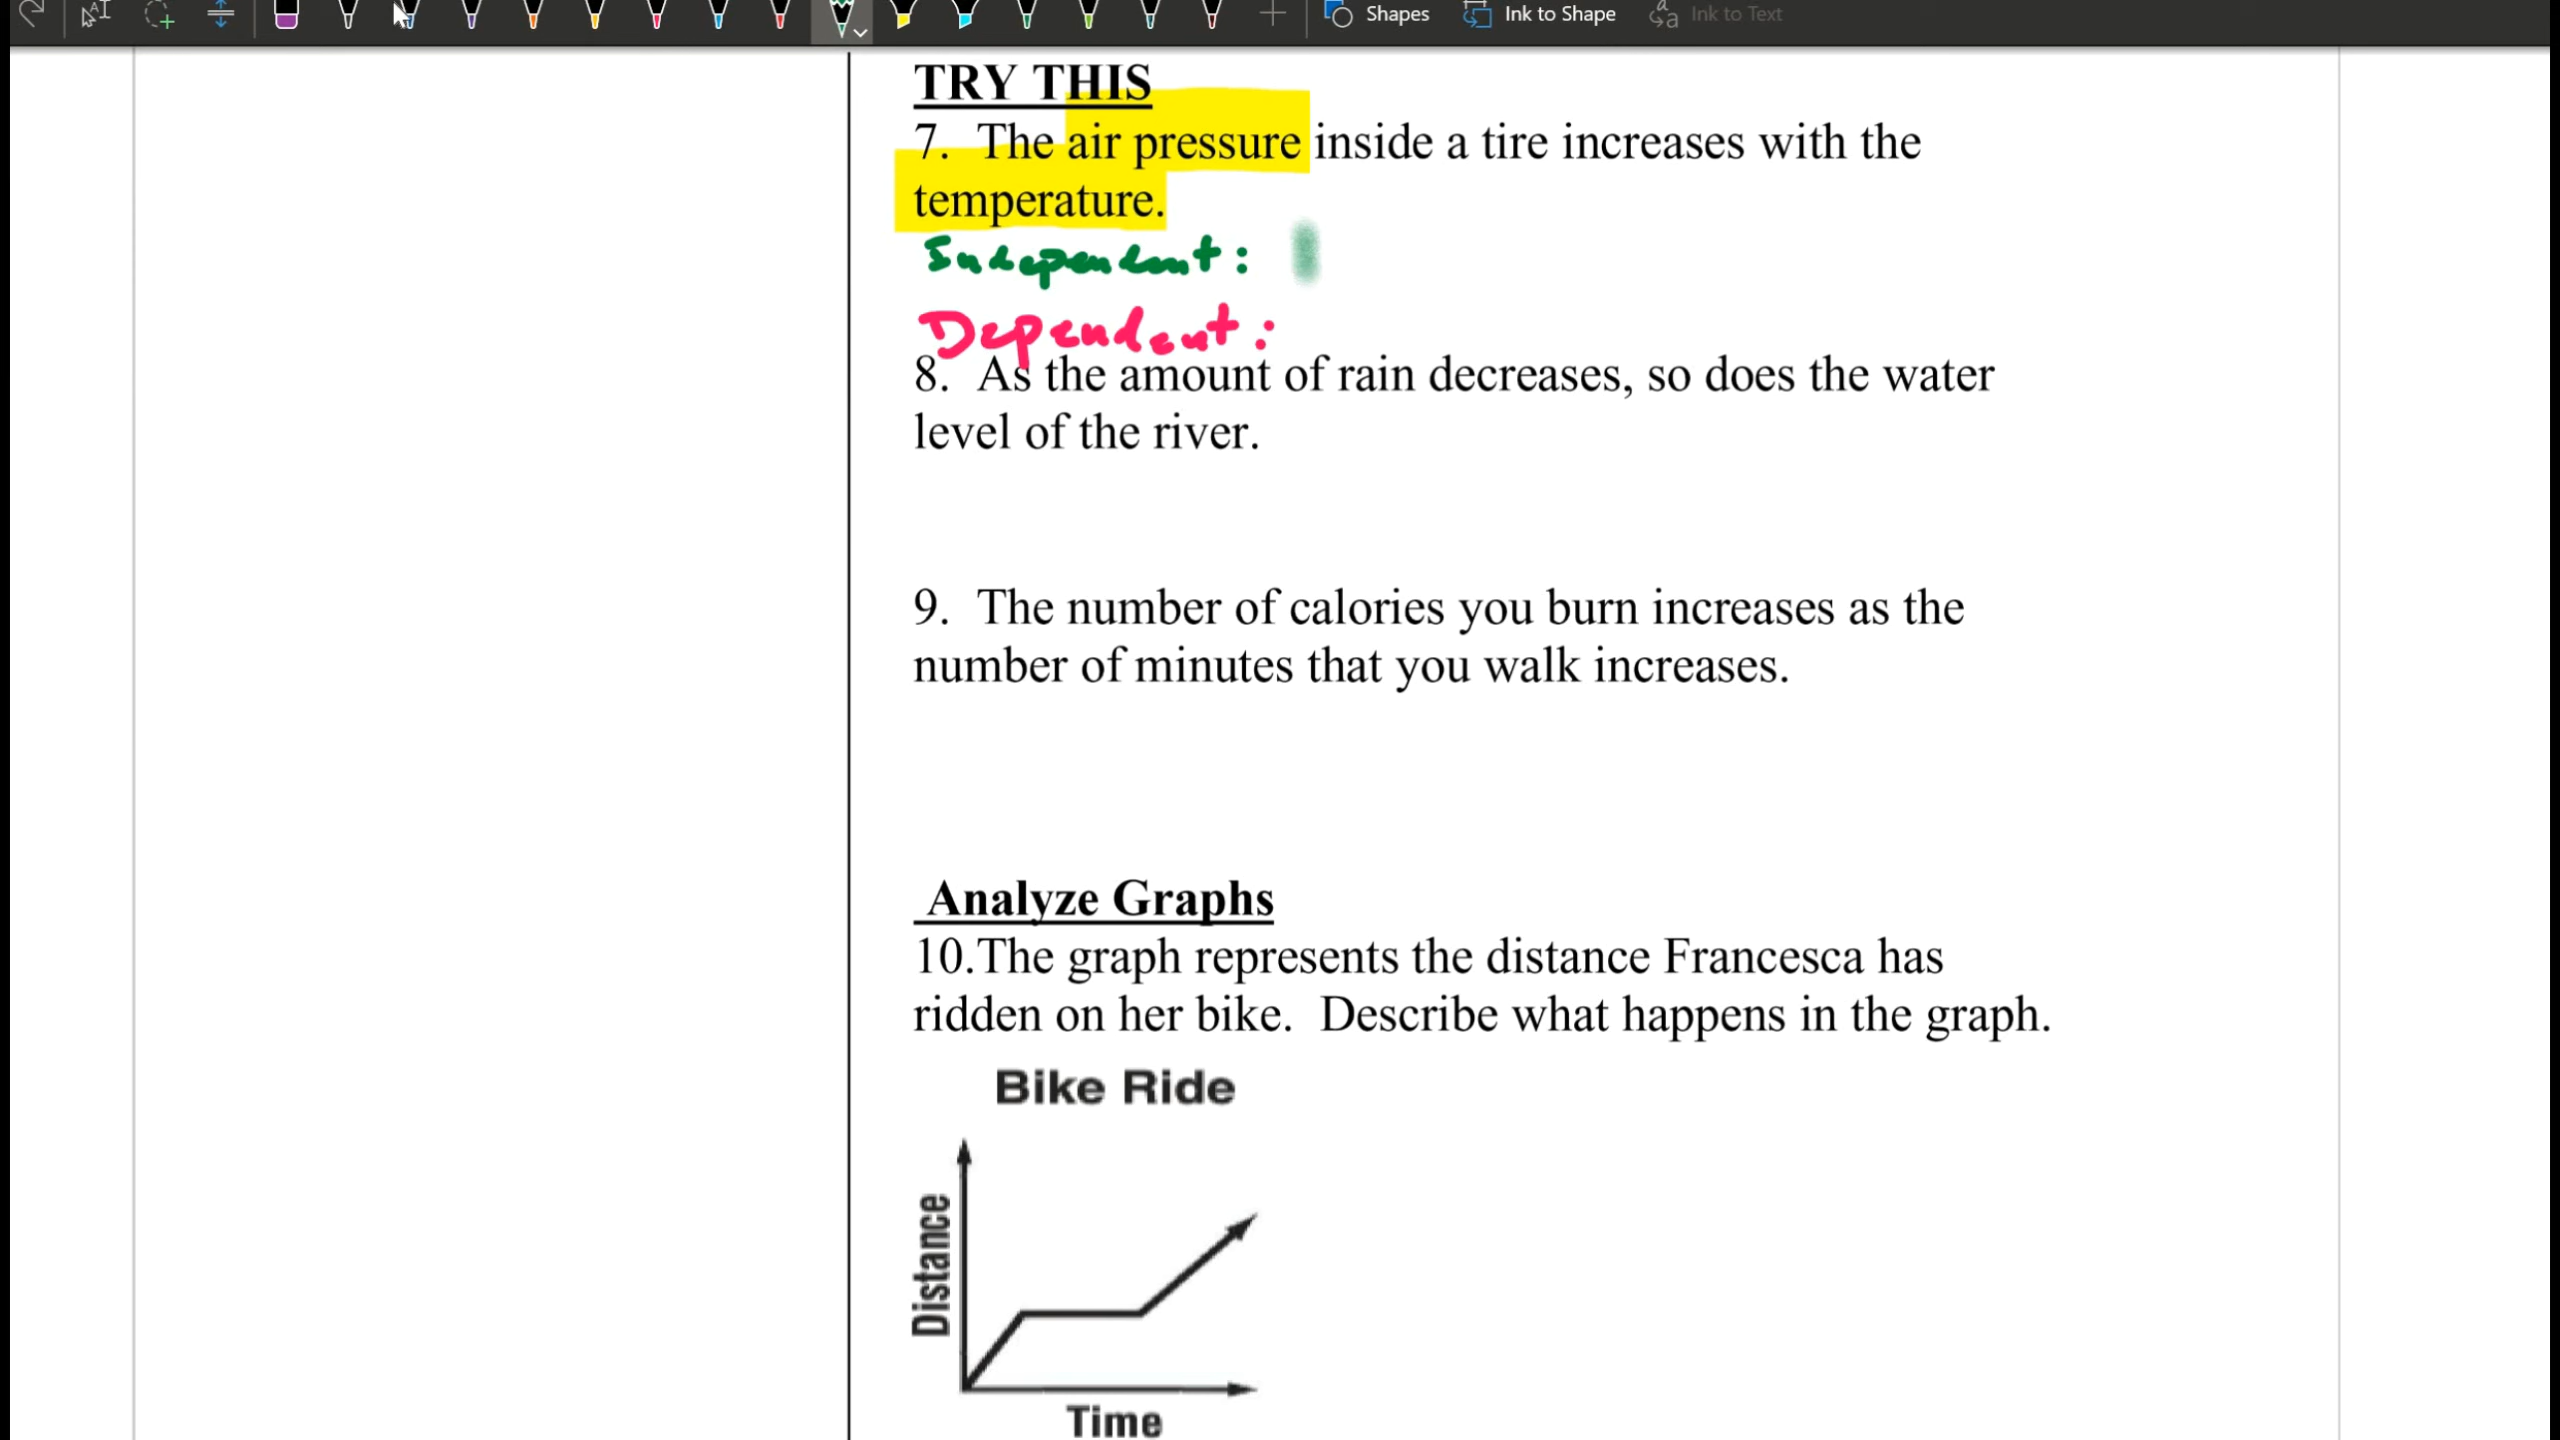 Shapes Ink to Shape Ink to Text
TRY THIS
7. The air pressure inside a tire increases with the
temperature.
Independent:
Dependent:
8. As the amount of rain decreases, so does the water
level of the river.
9. The number of calories you burn increases as the
number of minutes that you walk increases.
Analyze Graphs
10.The graph represents the distance Francesca has
ridden on her bike. Describe what happens in the graph.
Bike Ride
Distance
Time